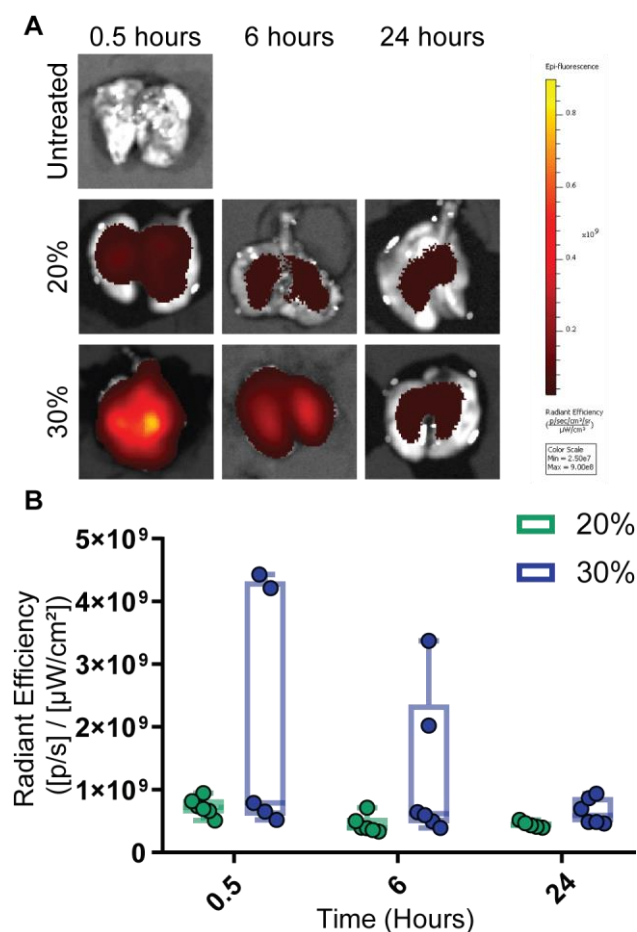 A
0.5 hours 6 hours 24 hours
Untreated
20%
30%
Epi-fluorescence
0.8
0.6
×10⁹
0.4
0.2
Radiant Efficiency
Color Scale
Min = 2.50e7
Max = 9.00e8
B
20%
30%
5×10⁹
4×10⁹
3×10⁹
2×10⁹
1×10⁹
0
Radiant Efficiency
([p/s] / [µW/cm²])
0.5 6 24
Time (Hours)